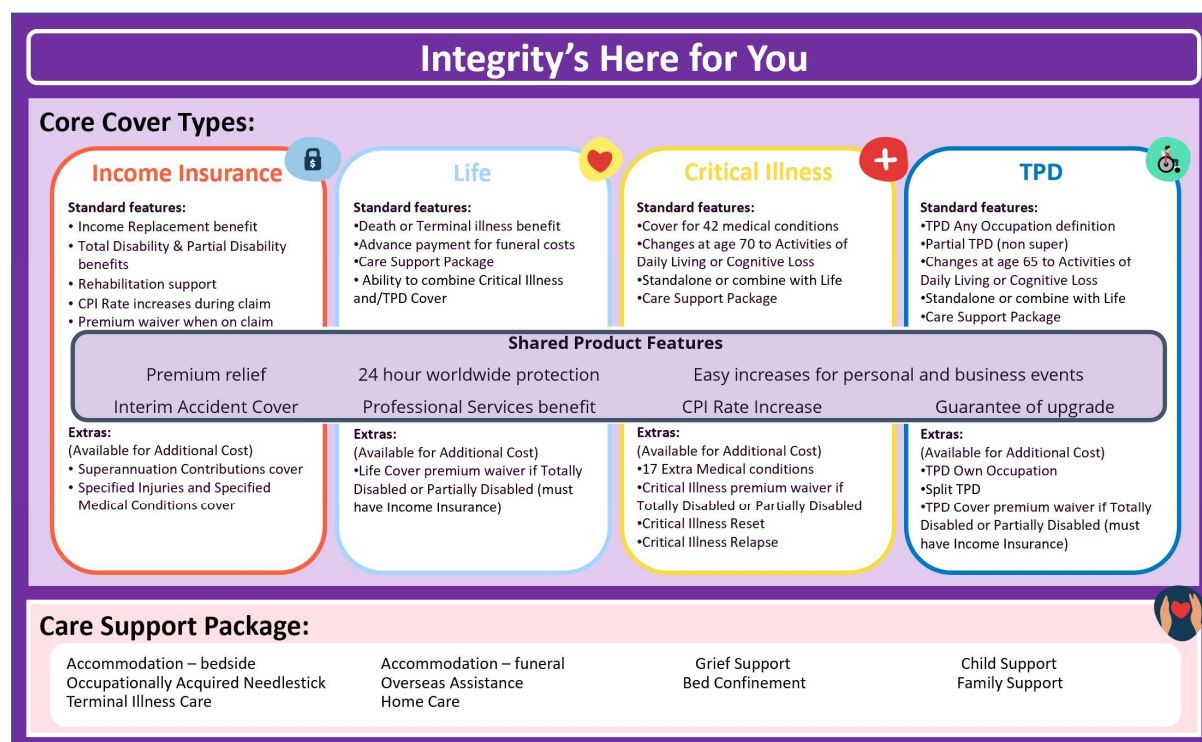 Integrity's Here for You
Core Cover Types:
Income Insurance
Standard features:
• Income Replacement benefit
• Total Disability & Partial Disability
benefits
• Rehabilitation support
• CPI Rate increases during claim
• Premium waiver when on claim
Life
Standard features:
•Death or Terminal illness benefit
•Advance payment for funeral costs
•Care Support Package
• Ability to combine Critical Illness
and/TPD Cover
Critical Illness
Standard features:
•Cover for 42 medical conditions
•Changes at age 70 to Activities of
Daily Living or Cognitive Loss
•Standalone or combine with Life
•Care Support Package
TPD
Standard features:
•TPD Any Occupation definition
•Partial TPD (non super)
•Changes at age 65 to Activities of
Daily Living or Cognitive Loss
•Standalone or combine with Life
•Care Support Package
Shared Product Features
Premium relief 24 hour worldwide protection Easy increases for personal and business events
Interim Accident Cover Professional Services benefit CPI Rate Increase Guarantee of upgrade
Extras:
(Available for Additional Cost)
• Superannuation Contributions cover
• Specified Injuries and Specified
Medical Conditions cover
Extras:
(Available for Additional Cost)
•Life Cover premium waiver if Totally
Disabled or Partially Disabled (must
have Income Insurance)
Extras:
(Available for Additional Cost)
•17 Extra Medical conditions
•Critical Illness premium waiver if
Totally Disabled or Partially Disabled
•Critical Illness Reset
•Critical Illness Relapse
Extras:
(Available for Additional Cost)
•TPD Own Occupation
•Split TPD
•TPD Cover premium waiver if Totally
Disabled or Partially Disabled (must
have Income Insurance)
Care Support Package:
Accommodation – bedside
Occupationally Acquired Needlestick
Terminal Illness Care
Accommodation – funeral
Overseas Assistance
Home Care
Grief Support
Bed Confinement
Child Support
Family Support